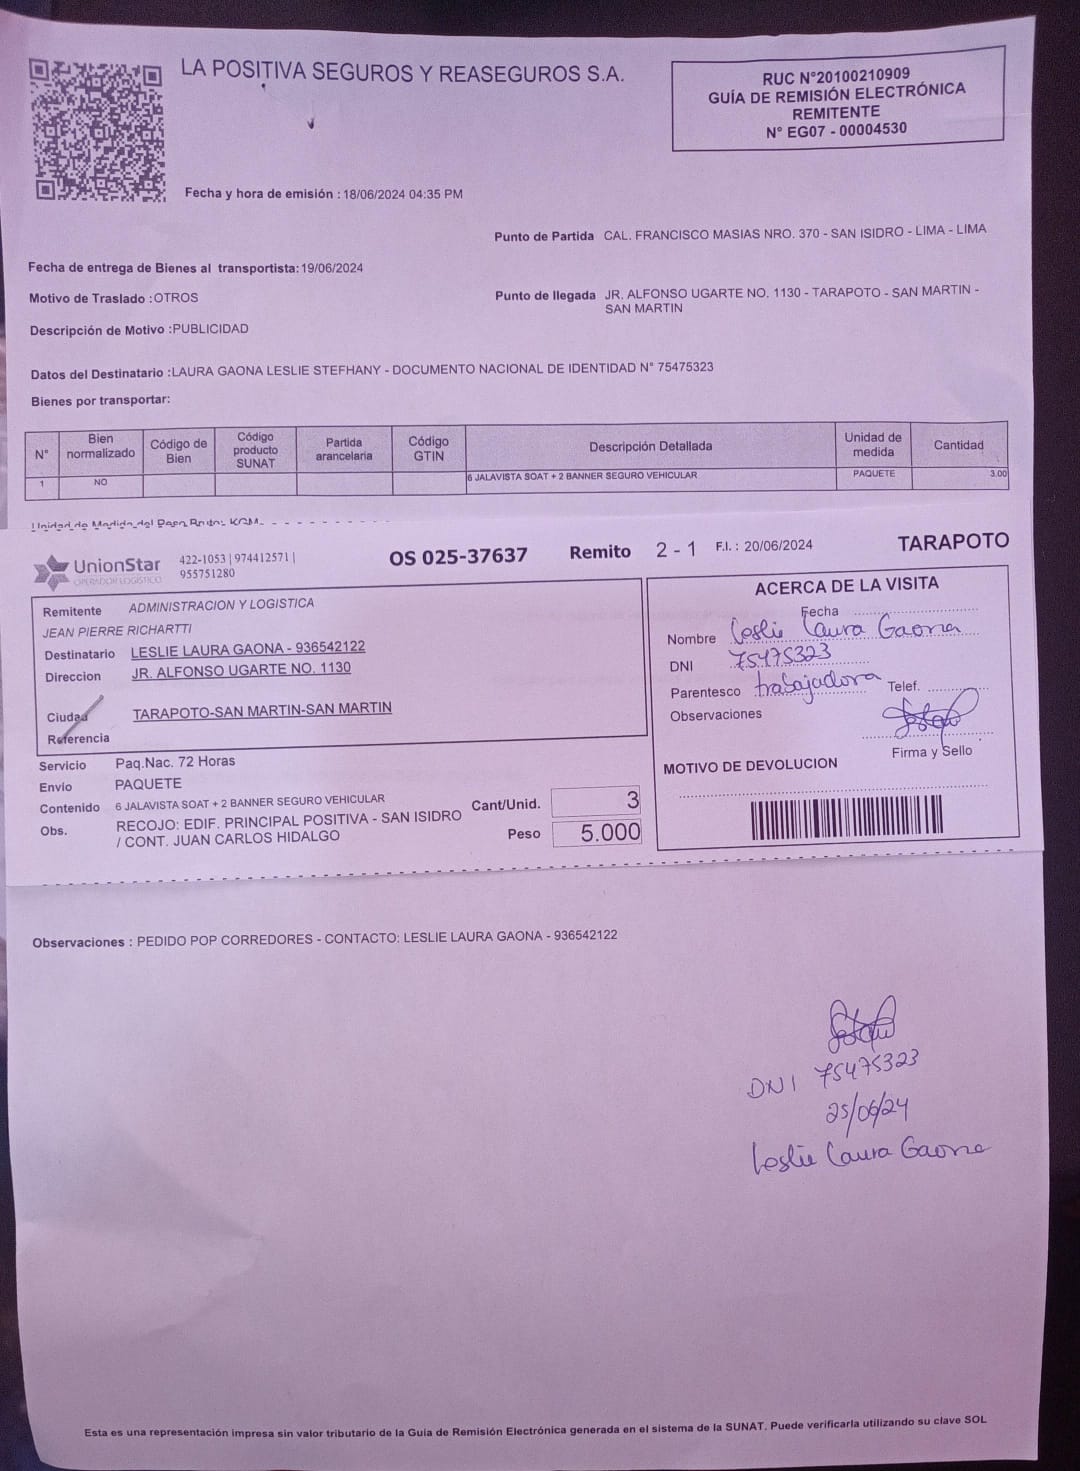 LA POSITIVA SEGUROS Y REASEGUROS S.A.
RUC N°20100210909
GUÍA DE REMISIÓN ELECTRÓNICA
REMITENTE
N° EG07 - 00004530
Fecha y hora de emisión : 18/06/2024 04:35 PM
Punto de Partida CAL. FRANCISCO MASIAS NRO. 370 - SAN ISIDRO - LIMA - LIMA
Fecha de entrega de Bienes al transportista: 19/06/2024
Motivo de Traslado : OTROS
Punto de llegada JR. ALFONSO UGARTE NO. 1130 - TARAPOTO - SAN MARTIN -
SAN MARTIN
Descripción de Motivo : PUBLICIDAD
Datos del Destinatario : LAURA GAONA LESLIE STEFHANY - DOCUMENTO NACIONAL DE IDENTIDAD N° 75475323
Bienes por transportar:
N° Bien normalizado Código de Bien Código producto SUNAT Partida arancelaria Código GTIN Descripción Detallada Unidad de medida Cantidad
1 NO 6 JALAVISTA SOAT + 2 BANNER SEGURO VEHICULAR PAQUETE 3.00
Unidad de Medida del Peso Bruto: KGM
UnionStar
OPERADOR LOGISTICO
422-1053 | 974412571 |
955751280
OS 025-37637 Remito 2 - 1 F.I. : 20/06/2024 TARAPOTO
Remitente ADMINISTRACION Y LOGISTICA
JEAN PIERRE RICHARTTI
Destinatario LESLIE LAURA GAONA - 936542122
Direccion JR. ALFONSO UGARTE NO. 1130
Ciudad TARAPOTO-SAN MARTIN-SAN MARTIN
Referencia
Servicio Paq.Nac. 72 Horas
Envio PAQUETE
Contenido 6 JALAVISTA SOAT + 2 BANNER SEGURO VEHICULAR
Obs. RECOJO: EDIF. PRINCIPAL POSITIVA - SAN ISIDRO
/ CONT. JUAN CARLOS HIDALGO
Cant/Unid. 3
Peso 5.000
ACERCA DE LA VISITA
Fecha
Nombre Leslie Laura Gaona
DNI 75475323
Parentesco trabajadora Telef.
Observaciones
Firma y Sello
MOTIVO DE DEVOLUCION
Observaciones : PEDIDO POP CORREDORES - CONTACTO: LESLIE LAURA GAONA - 936542122
DNI 75475323
25/06/24
Leslie Laura Gaona
Esta es una representación impresa sin valor tributario de la Guía de Remisión Electrónica generada en el sistema de la SUNAT. Puede verificarla utilizando su clave SOL